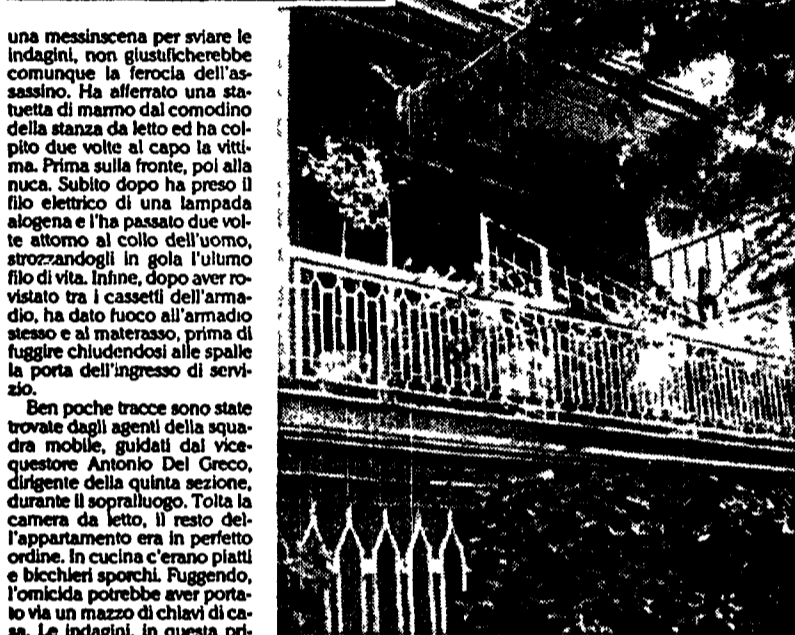 una messinscena per sviare le
indagini, non giustificherebbe
comunque la ferocia dell'as-
sassino. Ha afferrato una sta-
tuetta di marmo dal comodino
della stanza da letto ed ha col-
pito due volte al capo la vitti-
ma. Prima sulla fronte, poi alla
nuca. Subito dopo ha preso il
filo elettrico di una lampada
alogena e l'ha passato due vol-
te attorno al collo dell'uomo,
strozzandogli in gola l'ultimo
filo di vita. Infine, dopo aver ro-
vistato tra i cassetti dell'arma-
dio, ha dato fuoco all'armadio
stesso e al materasso, prima di
fuggire chiudendosi alle spalle
la porta dell'ingresso di servi-
zio.
Ben poche tracce sono state
trovate dagli agenti della squa-
dra mobile, guidati dal vice-
questore Antonio Del Greco,
dirigente della quinta sezione,
durante il sopralluogo. Tolta la
camera da letto, il resto del-
l'appartamento era in perfetto
ordine. In cucina c'erano piatti
e bicchieri sporchi. Fuggendo,
l'omicida potrebbe aver porta-
to via un mazzo di chiavi di ca-
sa. Le indagini, in questa pri-